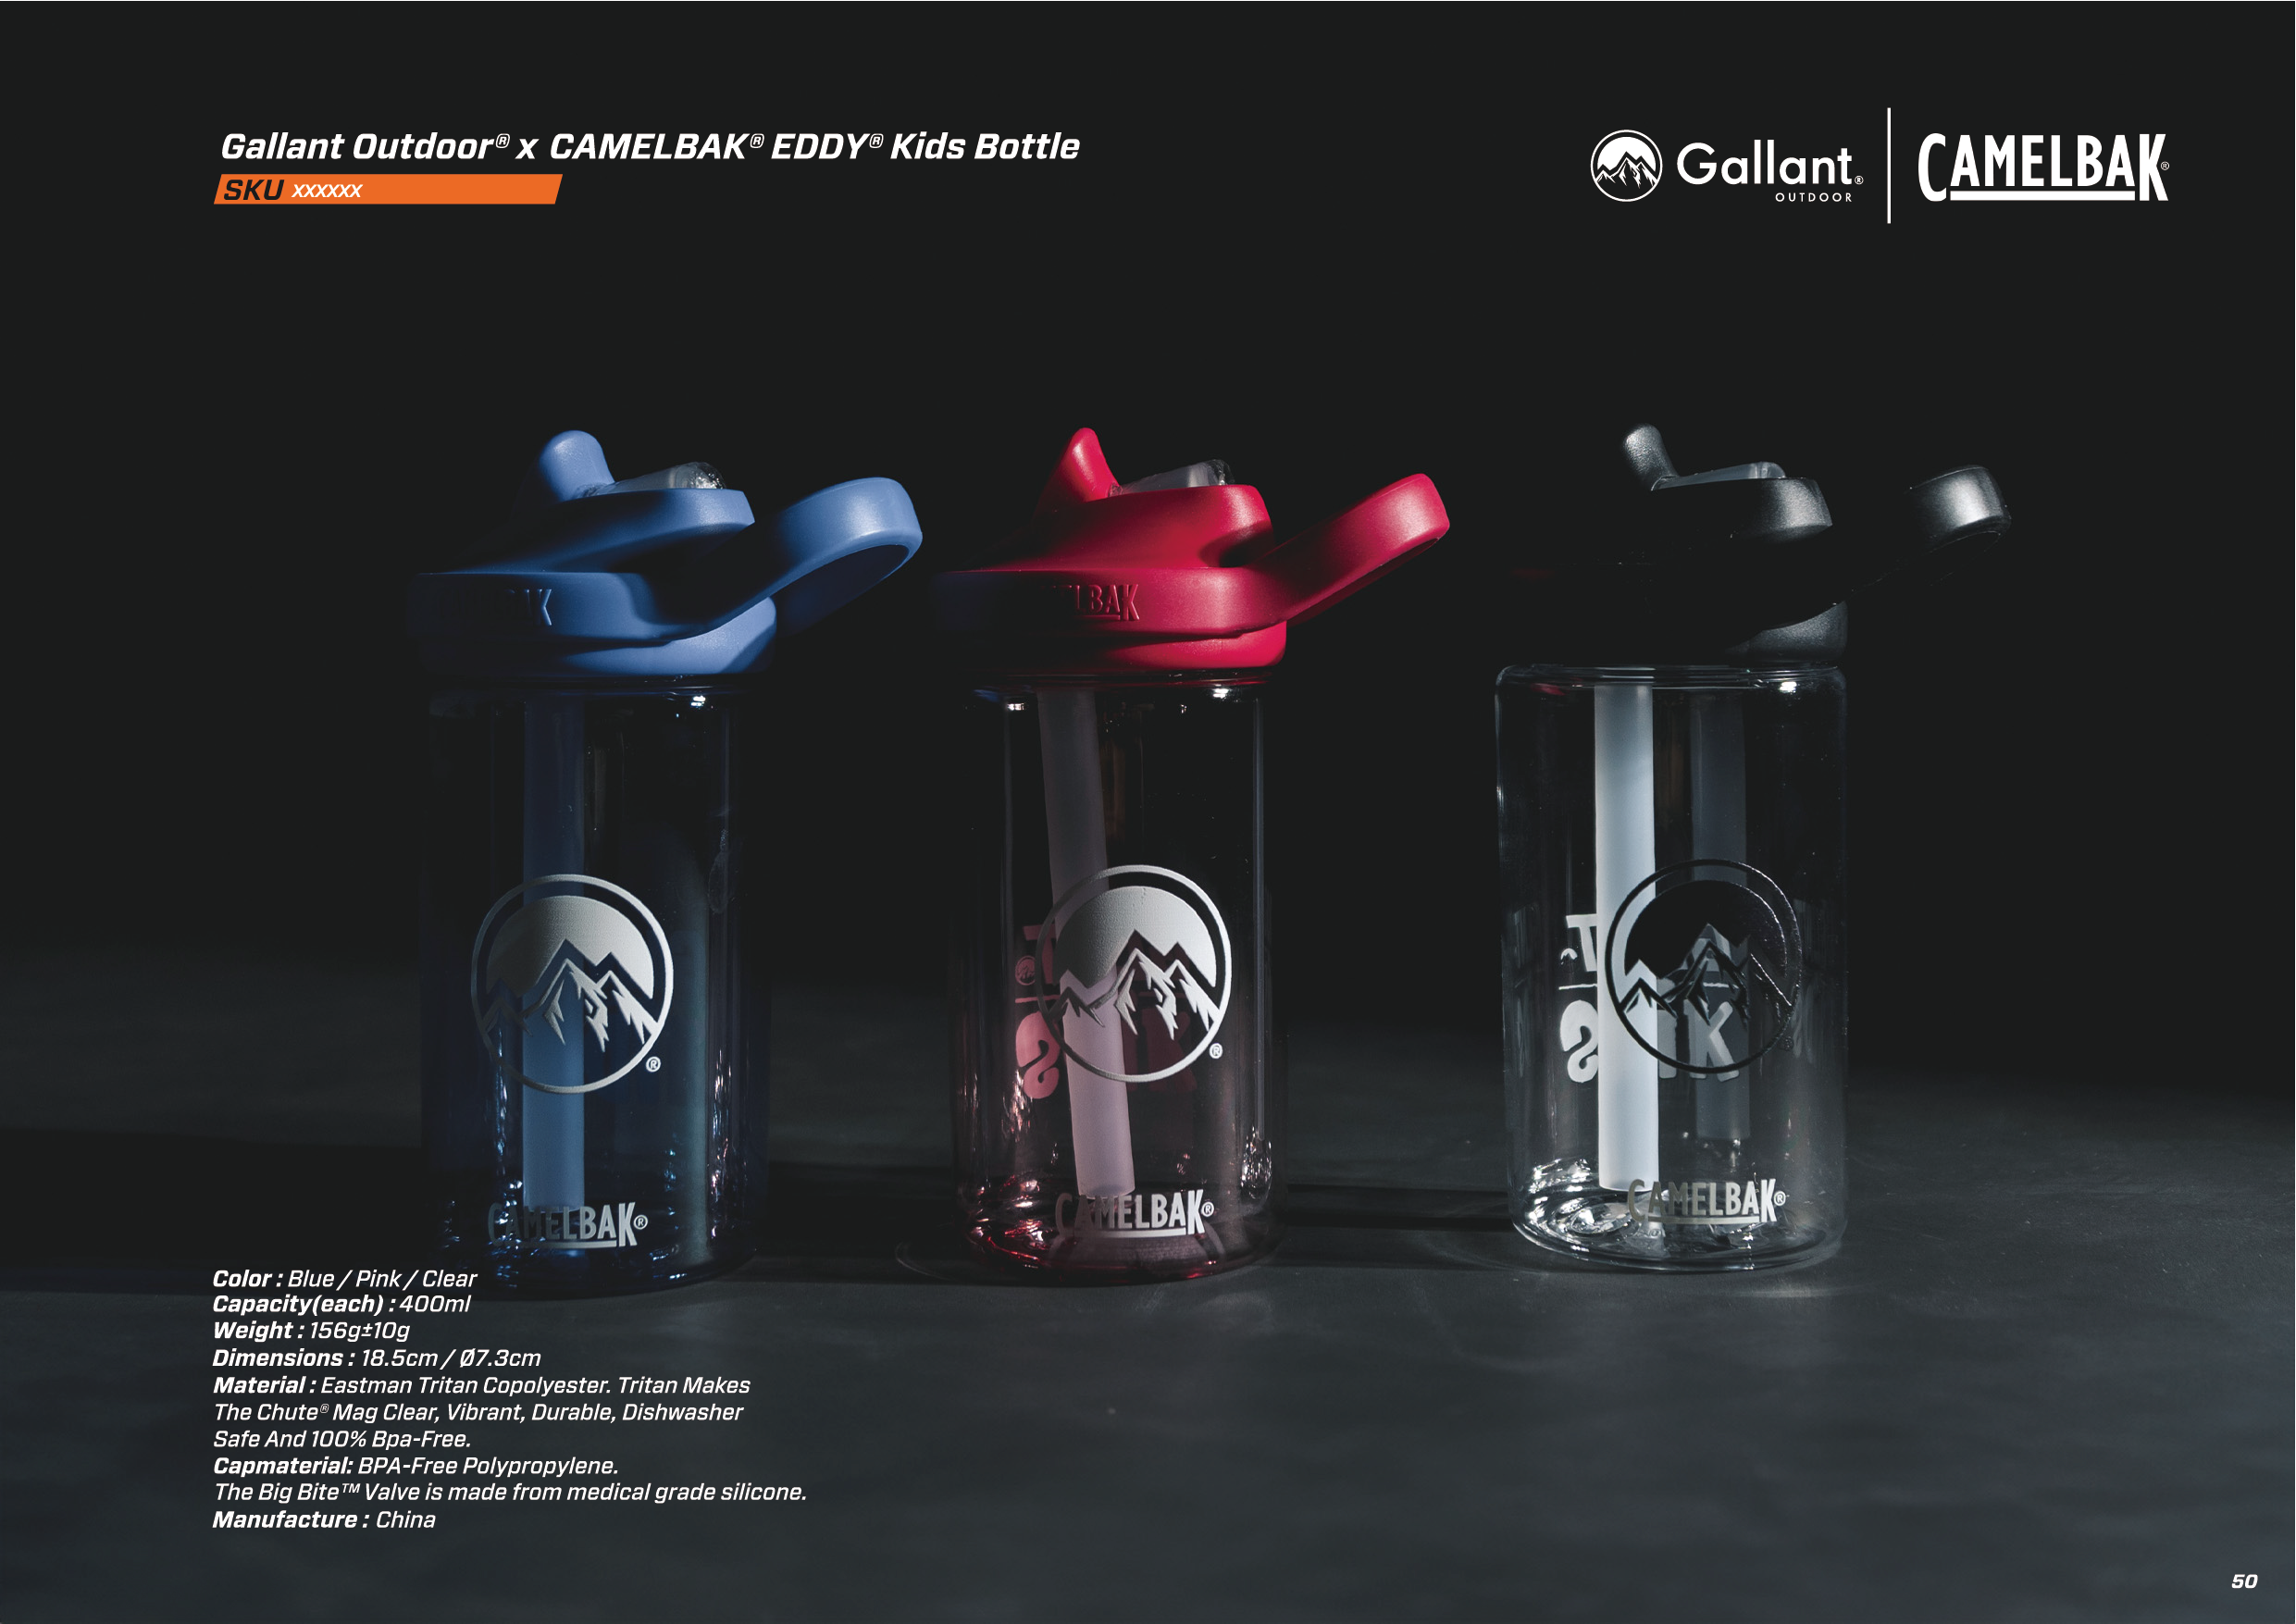 Gallant Outdoor® x CAMELBAK® EDDY® Kids Bottle
SKU xxxxxx
Gallant®
OUTDOOR
CAMELBAK®
CAMELBAK®
CAMELBAK®
CAMELBAK®
Color : Blue / Pink / Clear
Capacity(each) : 400ml
Weight : 156g±10g
Dimensions : 18.5cm / Ø7.3cm
Material : Eastman Tritan Copolyester. Tritan Makes
The Chute® Mag Clear, Vibrant, Durable, Dishwasher
Safe And 100% Bpa-Free.
Capmaterial: BPA-Free Polypropylene.
The Big Bite™ Valve is made from medical grade silicone.
Manufacture : China
50